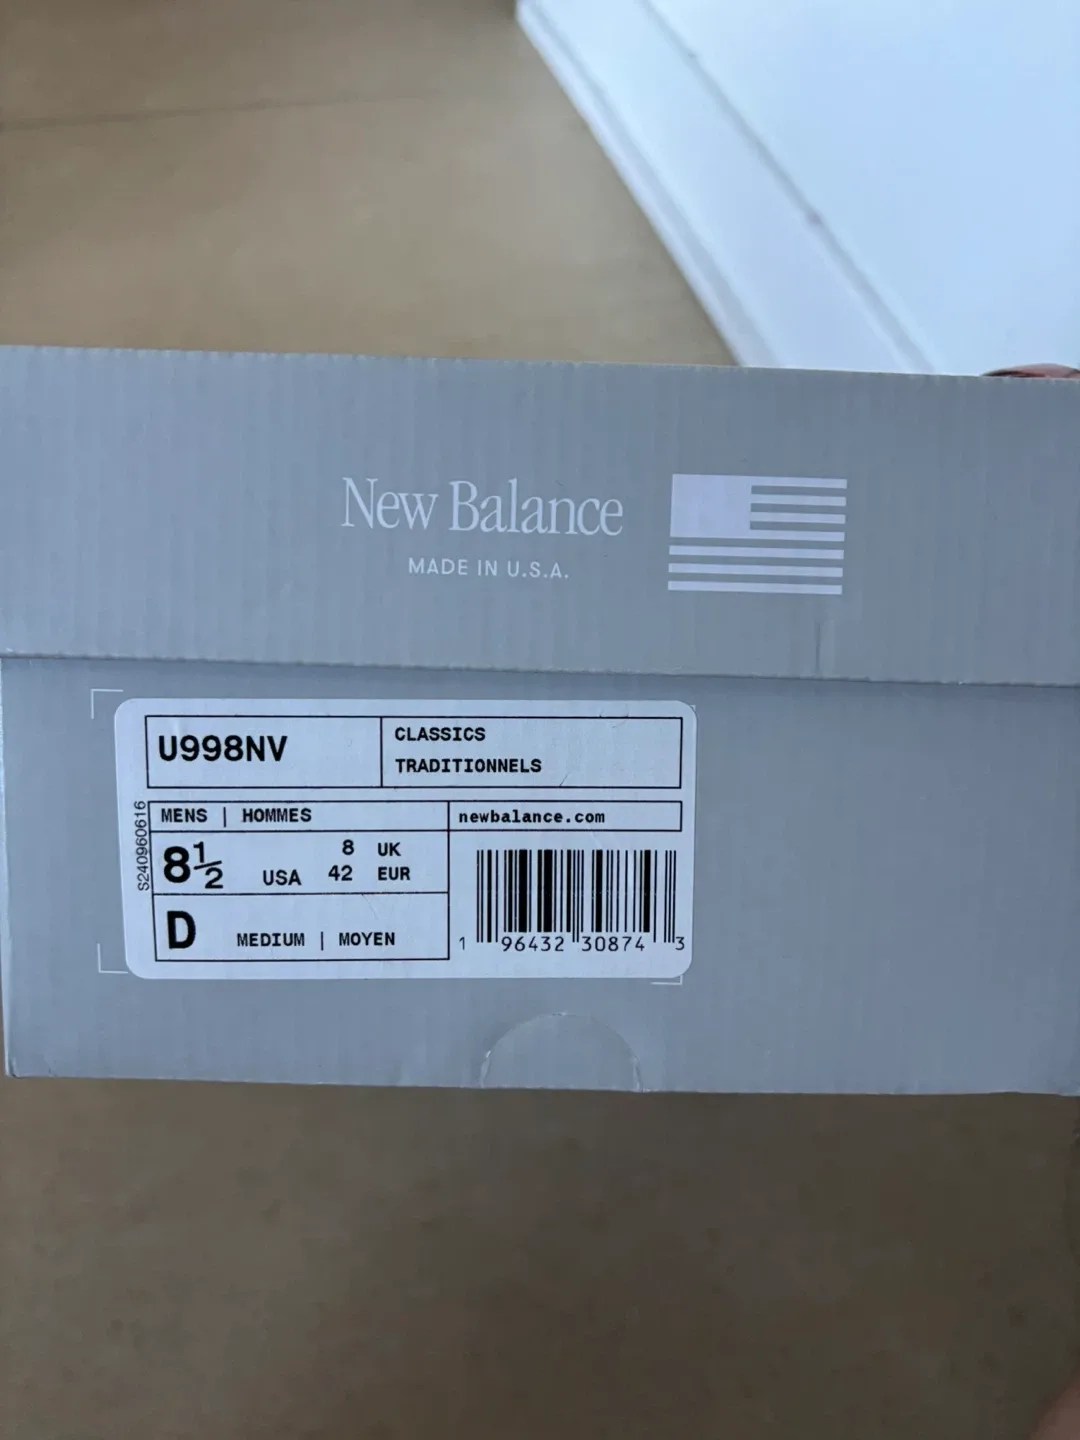 New Balance
MADE IN U.S.A.
U998NV
CLASSICS
TRADITIONNELS
S240960616
MENS | HOMMES
newbalance.com
8½ USA
8 UK
42 EUR
D MEDIUM | MOYEN
1 96432 30874 3